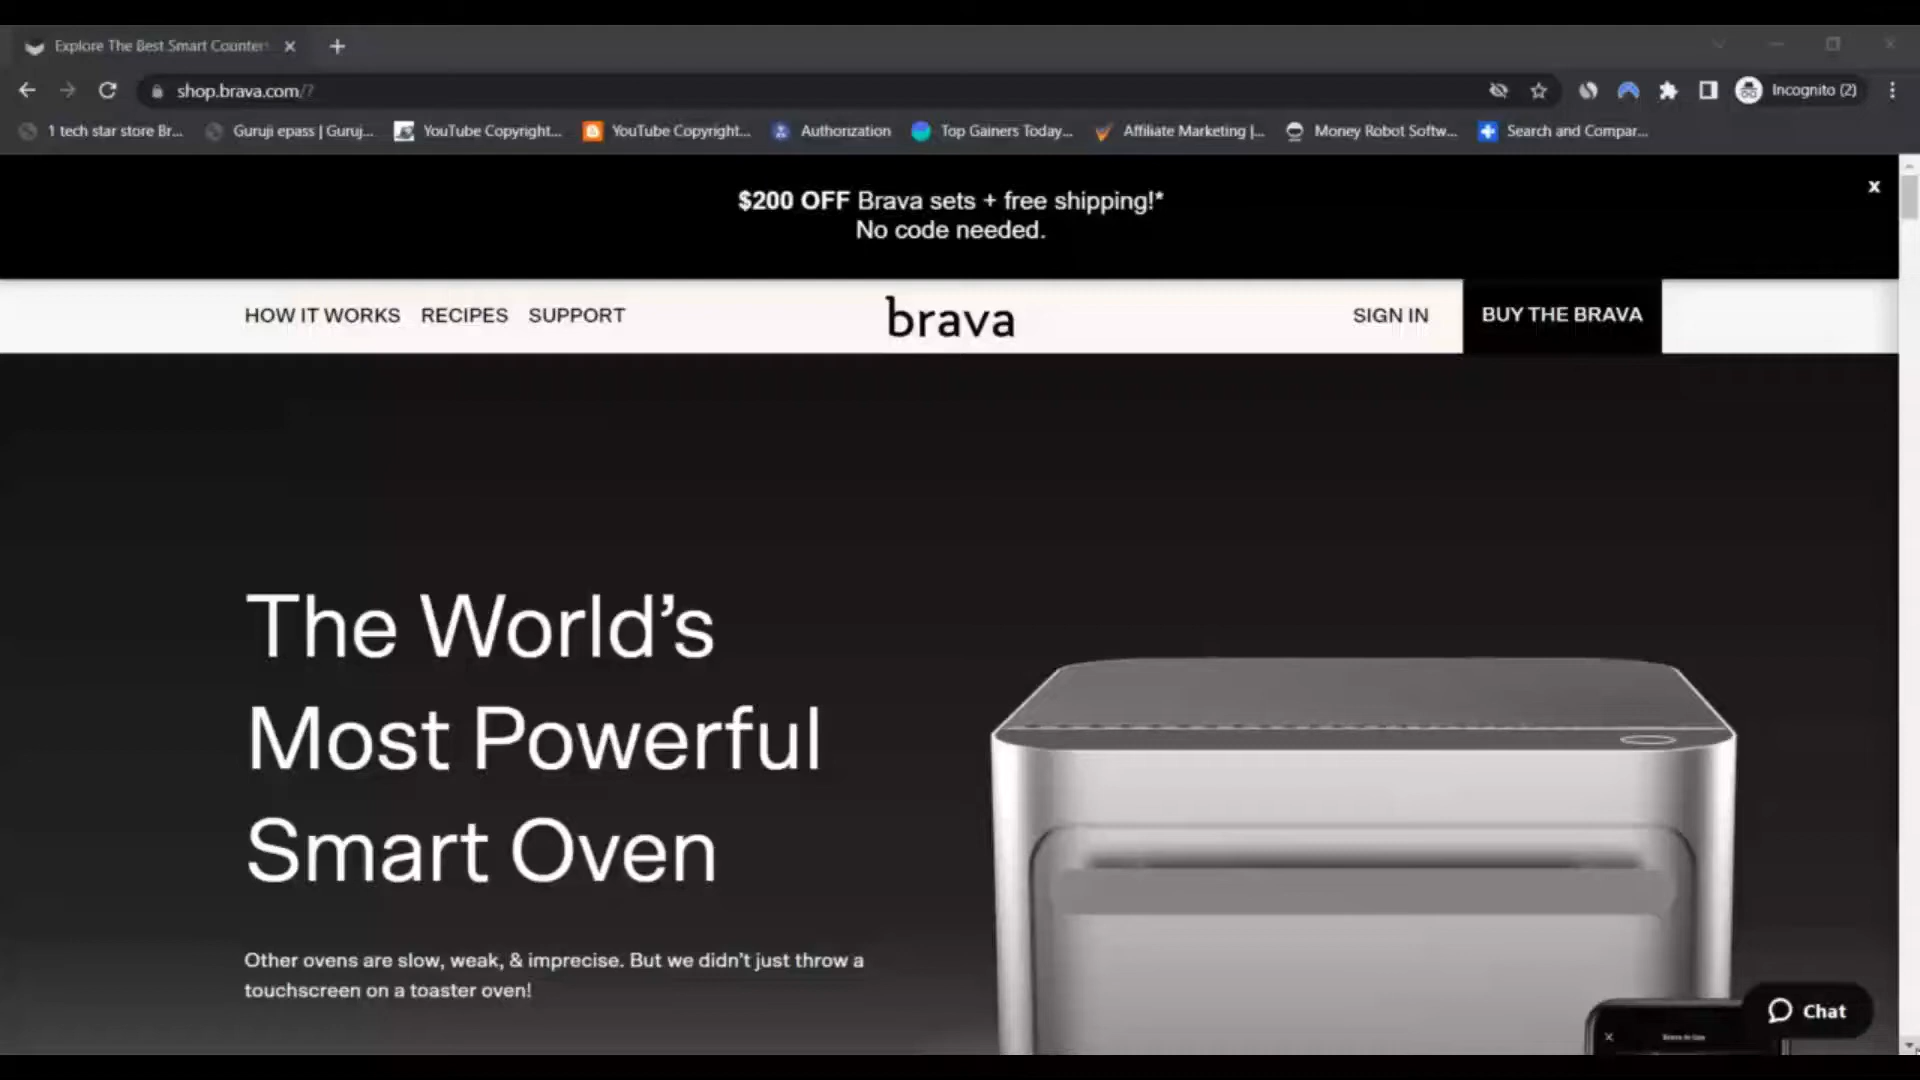 Explore The Best Smart Counter
shop.brava.com/?
Incognito (2)
1 tech star store Br...
Guruji epass | Guruj...
YouTube Copyright...
YouTube Copyright...
Authorization
Top Gainers Today...
Affiliate Marketing |...
Money Robot Softw...
Search and Compar...
$200 OFF Brava sets + free shipping!*
No code needed.
x
HOW IT WORKS
RECIPES
SUPPORT
brava
SIGN IN
BUY THE BRAVA
The World’s
Most Powerful
Smart Oven
Other ovens are slow, weak, & imprecise. But we didn’t just throw a
touchscreen on a toaster oven!
Chat